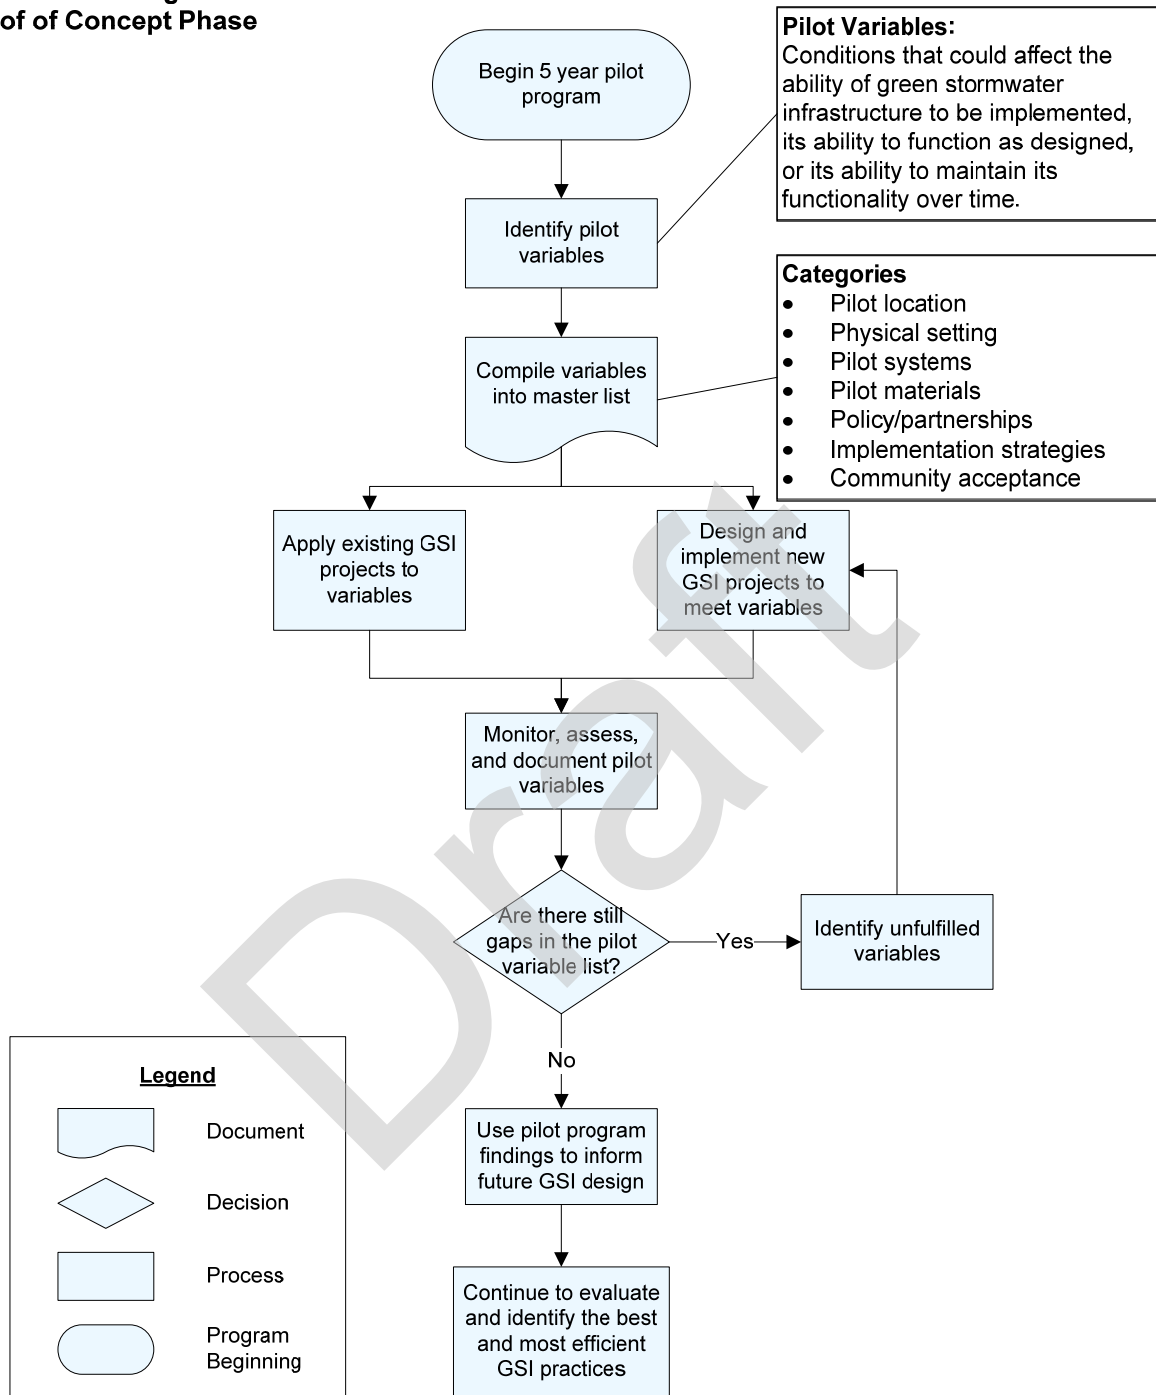 of of Concept Phase
Begin 5 year pilot
program
Pilot Variables:
Conditions that could affect the
ability of green stormwater
infrastructure to be implemented,
its ability to function as designed,
or its ability to maintain its
functionality over time.
Identify pilot
variables
Categories
• Pilot location
• Physical setting
• Pilot systems
• Pilot materials
• Policy/partnerships
• Implementation strategies
• Community acceptance
Compile variables
into master list
Apply existing GSI
projects to
variables
Design and
implement new
GSI projects to
meet variables
Monitor, assess,
and document pilot
variables
Are there still
gaps in the pilot
variable list?
Yes
Identify unfulfilled
variables
No
Use pilot program
findings to inform
future GSI design
Continue to evaluate
and identify the best
and most efficient
GSI practices
Legend
Document
Decision
Process
Program
Beginning
Draft